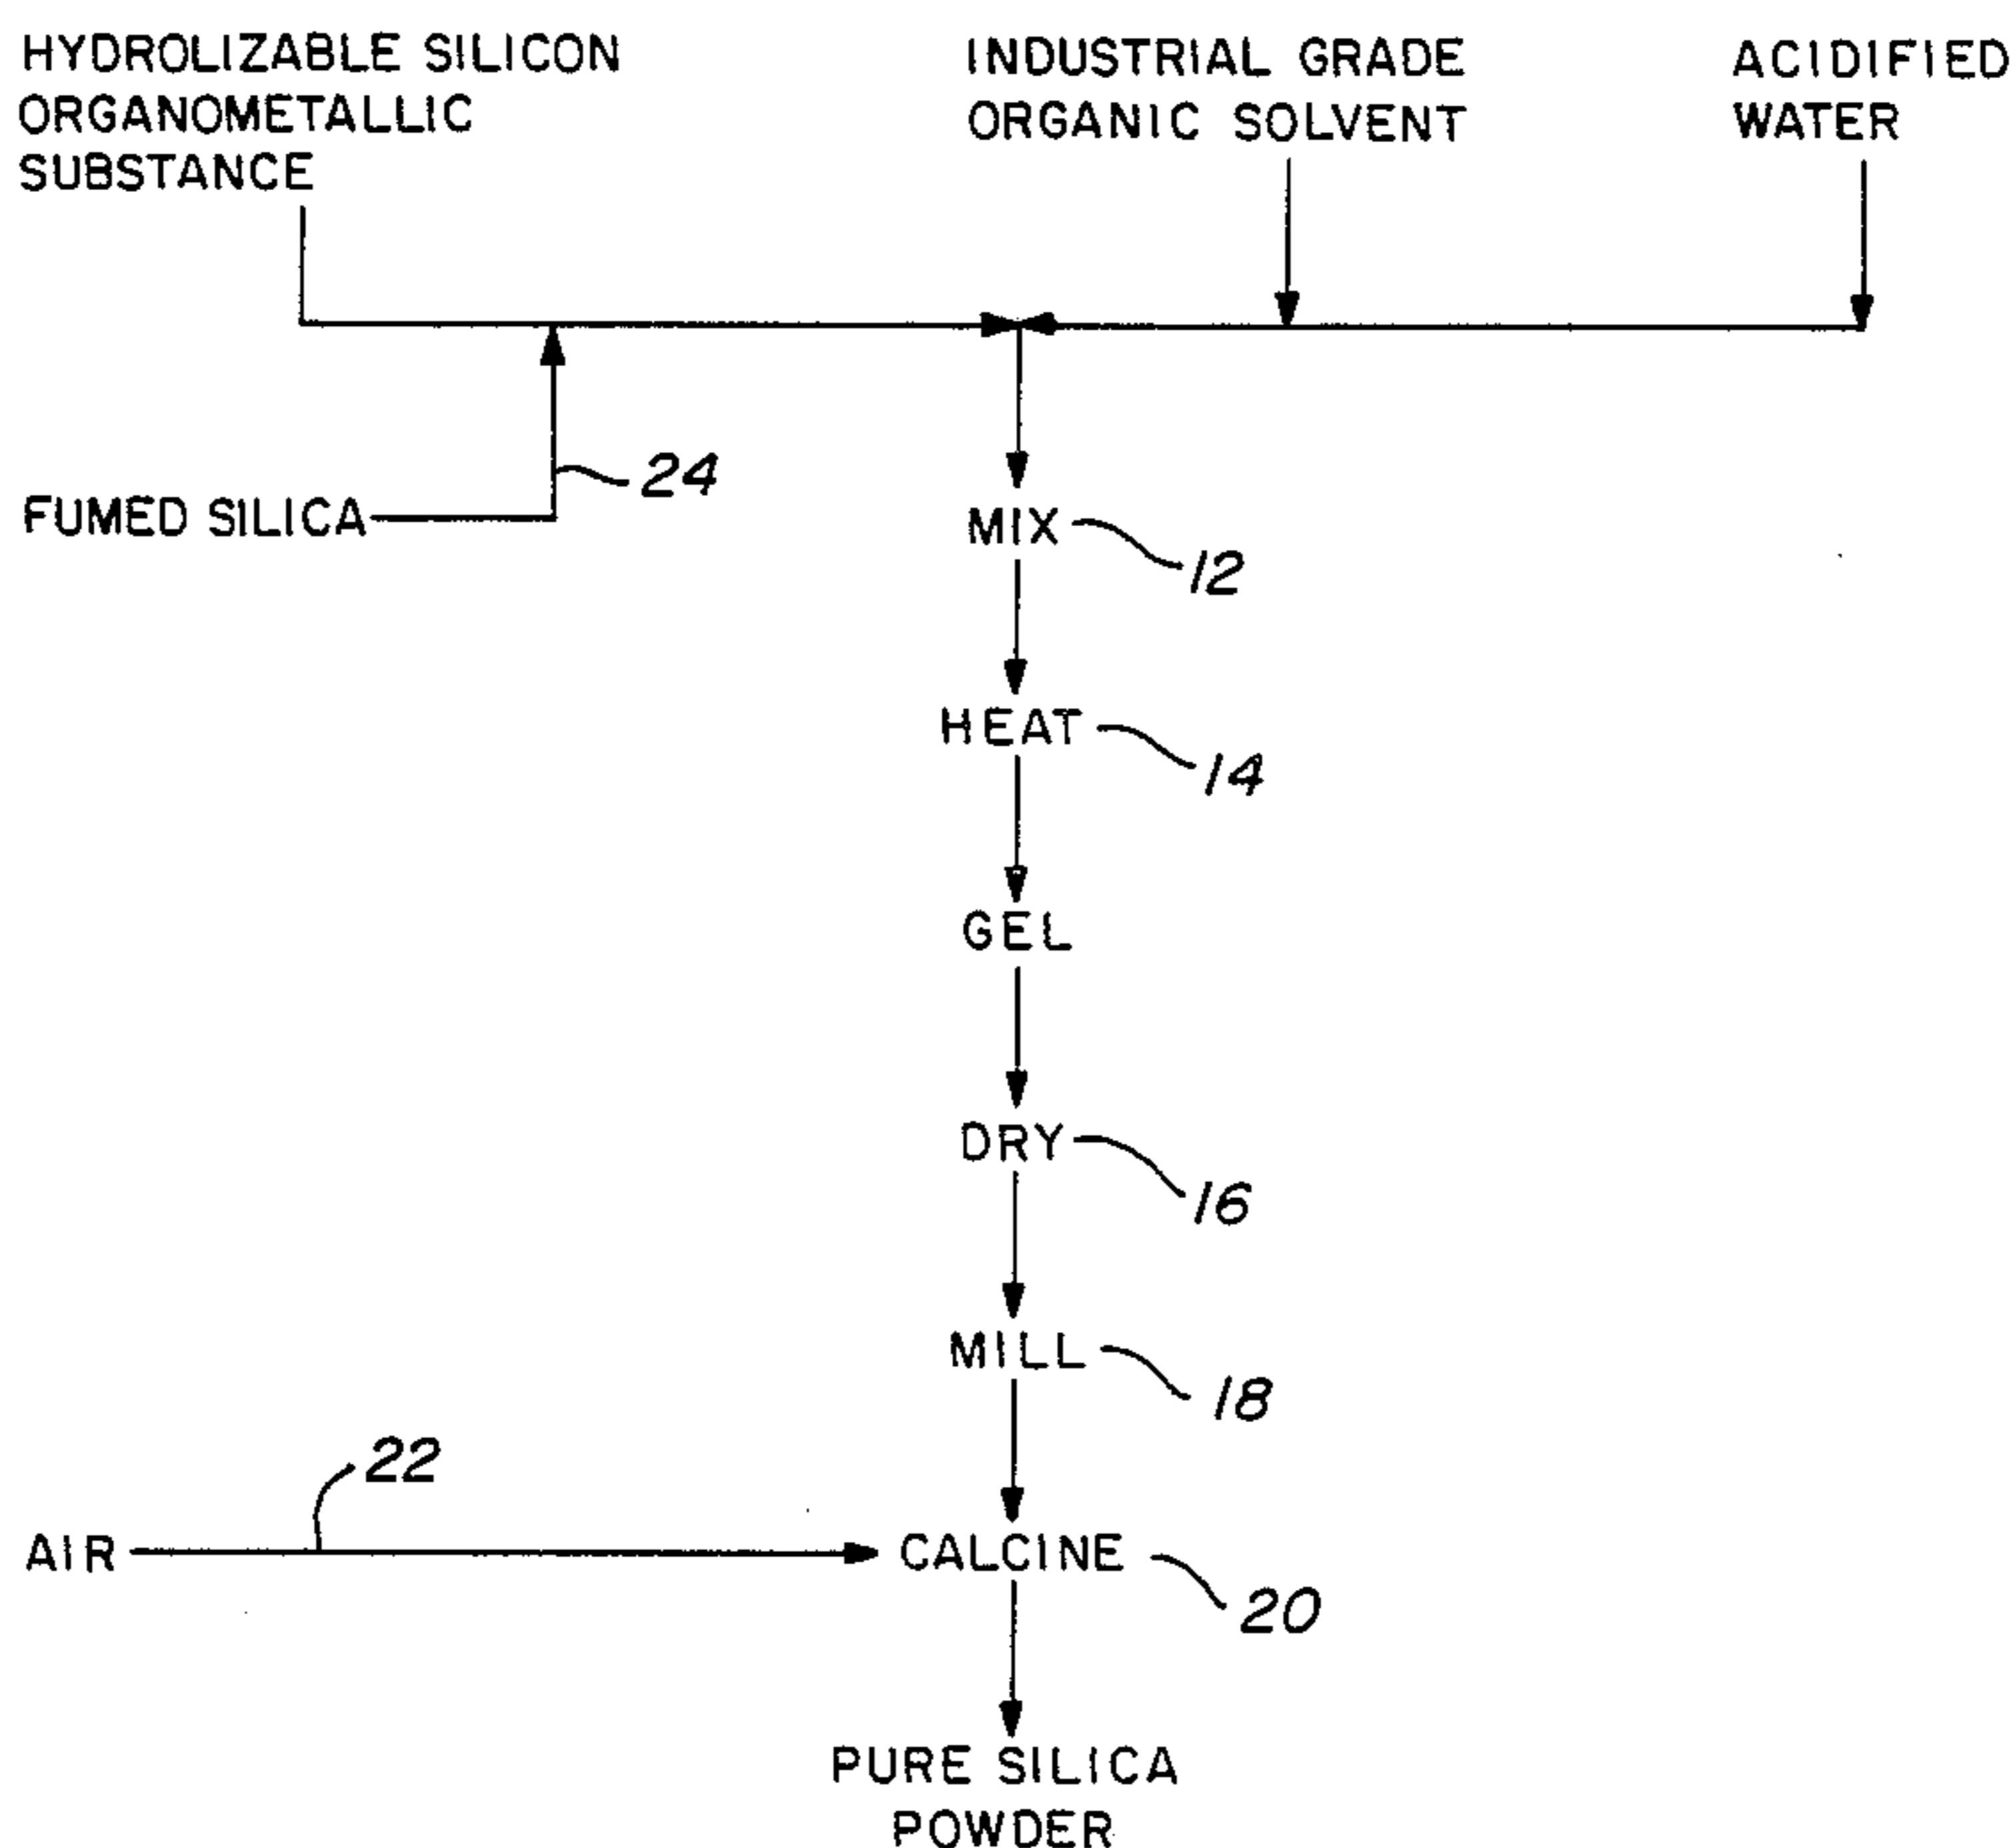 HYDROLIZABLE SILICON
ORGANOMETALLIC
SUBSTANCE
INDUSTRIAL GRADE
ORGANIC SOLVENT
ACIDIFIED
WATER
24
FUMED SILICA
MIX
12
HEAT
14
GEL
DRY
16
MILL
18
22
AIR
CALCINE
20
PURE SILICA
POWDER